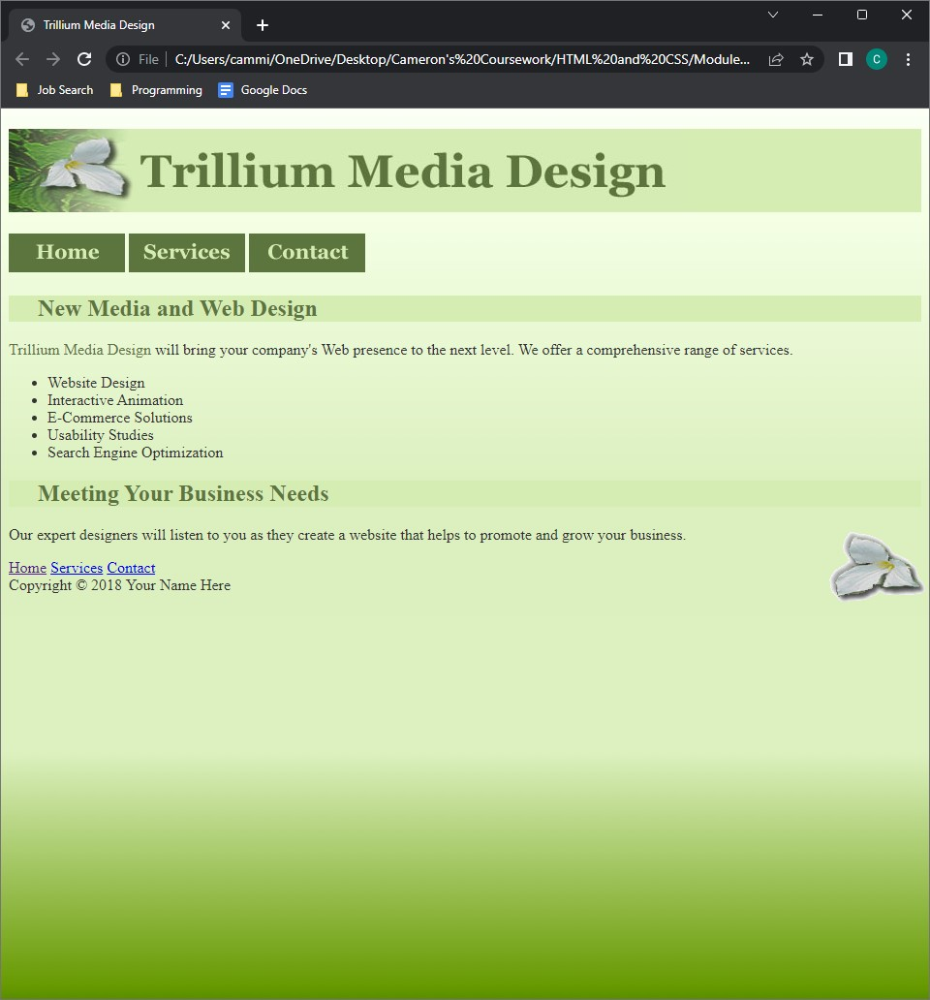 Trillium Media Design
File C:/Users/cammi/OneDrive/Desktop/Cameron's%20Coursework/HTML%20and%20CSS/Module...
C
Job Search Programming Google Docs
Trillium Media Design
Home Services Contact
New Media and Web Design
Trillium Media Design will bring your company's Web presence to the next level. We offer a comprehensive range of services.
• Website Design
• Interactive Animation
• E-Commerce Solutions
• Usability Studies
• Search Engine Optimization
Meeting Your Business Needs
Our expert designers will listen to you as they create a website that helps to promote and grow your business.
Home Services Contact
Copyright © 2018 Your Name Here